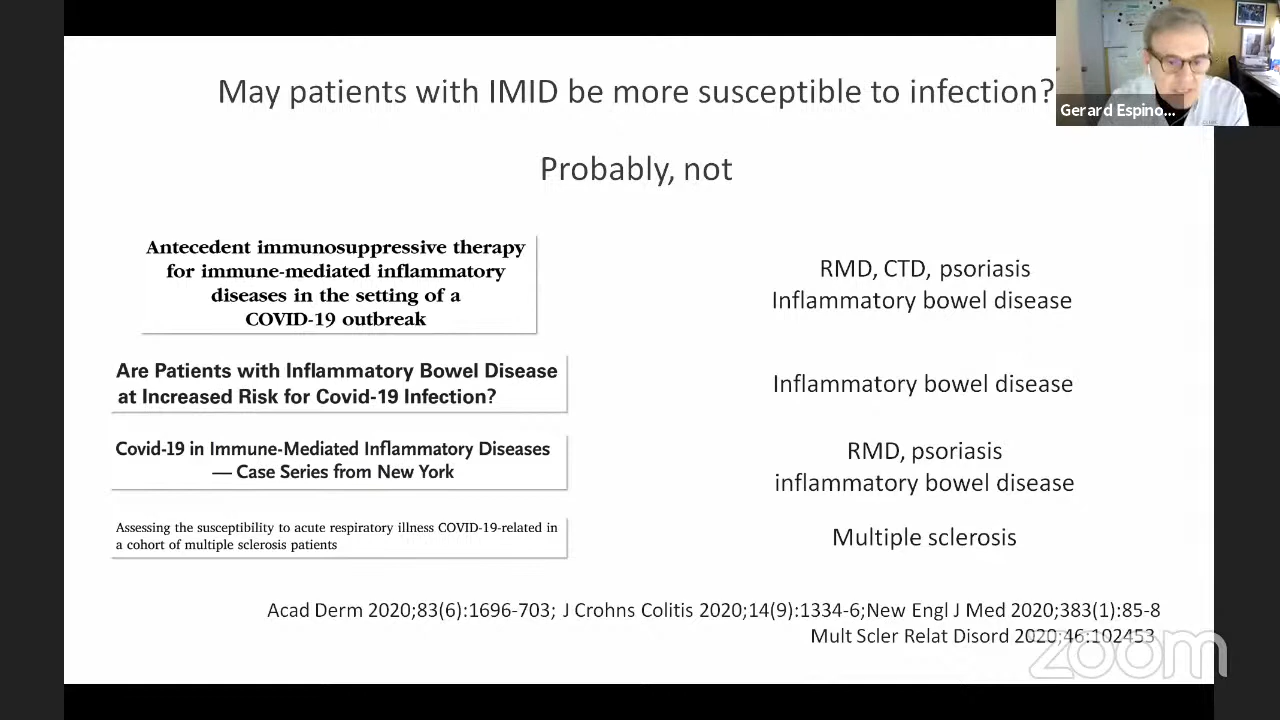 May patients with IMID be more susceptible to infection?
Gerard Espino...
Probably, not
Antecedent immunosuppressive therapy
for immune-mediated inflammatory
diseases in the setting of a
COVID-19 outbreak
RMD, CTD, psoriasis
Inflammatory bowel disease
Are Patients with Inflammatory Bowel Disease
at Increased Risk for Covid-19 Infection?
Inflammatory bowel disease
Covid-19 in Immune-Mediated Inflammatory Diseases
— Case Series from New York
RMD, psoriasis
inflammatory bowel disease
Assessing the susceptibility to acute respiratory illness COVID-19-related in
a cohort of multiple sclerosis patients
Multiple sclerosis
Acad Derm 2020;83(6):1696-703; J Crohns Colitis 2020;14(9):1334-6;New Engl J Med 2020;383(1):85-8
Mult Scler Relat Disord 2020;46:102453
zoom